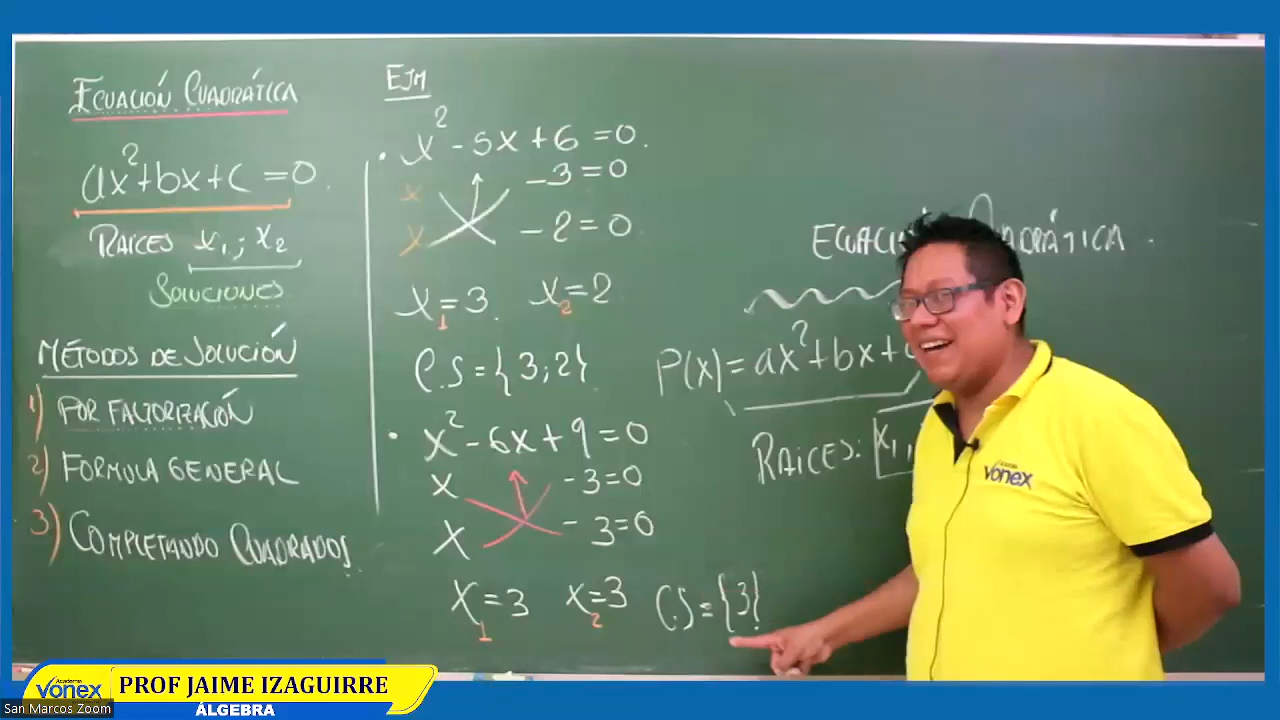 ECUACIÓN CUADRÁTICA
ax²+bx+c=0.
RAICES x₁; x₂
SOLUCIONES
MÉTODOS DE SOLUCIÓN
1) POR FACTORIZACIÓN
2) FORMULA GENERAL
3) COMPLETANDO CUADRADOS.
EJM
• x²-5x+6=0.
x -3=0
x -2=0
x₁=3. x₂=2
C.S={3;2}.
• x²-6x+9=0
x -3=0
x -3=0
x₁=3 x₂=3 C.S={3}
P(x)=ax²+bx+c
RAICES: x₁,
Vonex
Academia
Vonex
PROF JAIME IZAGUIRRE
ÁLGEBRA
San Marcos Zoom